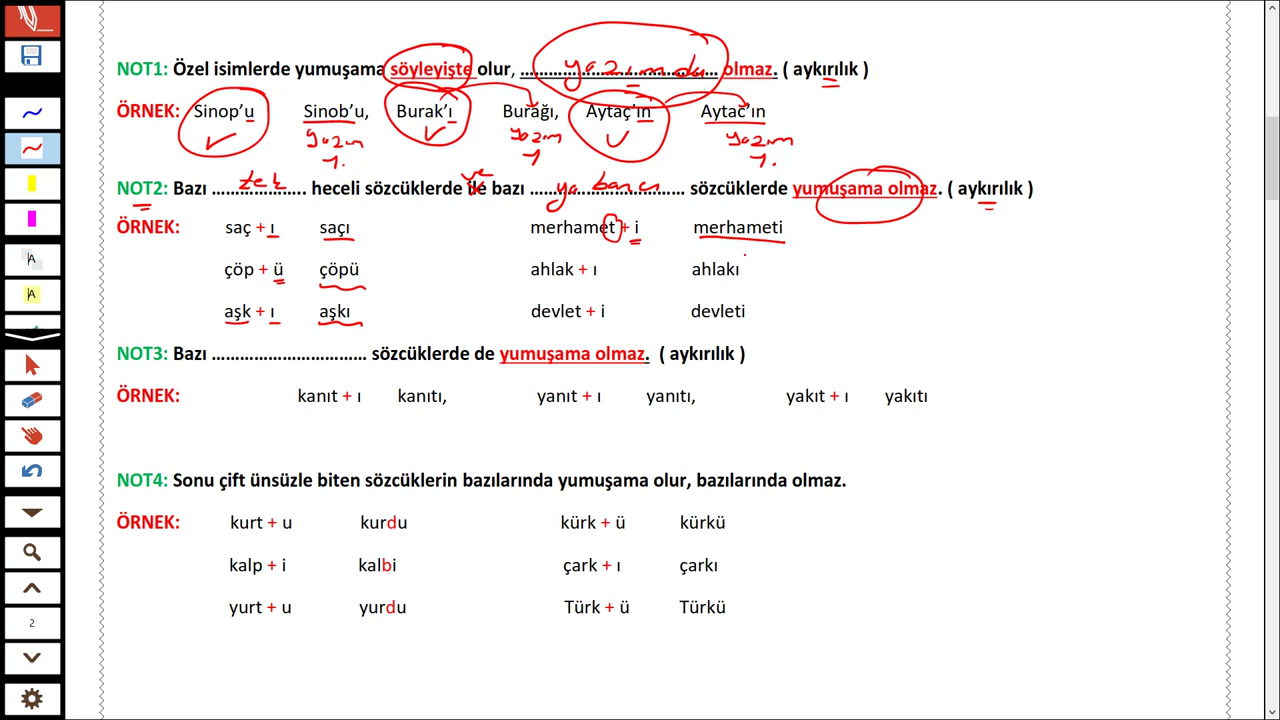 NOT1: Özel isimlerde yumuşama söyleyişte olur, yazımda olmaz. ( aykırılık )
ÖRNEK: Sinop'u Sinob'u, Burak'ı Burağı, Aytaç'ın Aytac'ın
yazım yazım yazım
Y. Y Y.
NOT2: Bazı ...tek... heceli sözcüklerde ile ve bazı ...yabancı... sözcüklerde yumuşama olmaz. ( aykırılık )
ÖRNEK: saç + ı saçı merhamet + i merhameti
çöp + ü çöpü ahlak + ı ahlakı
aşk + ı aşkı devlet + i devleti
NOT3: Bazı .................................. sözcüklerde de yumuşama olmaz. ( aykırılık )
ÖRNEK: kanıt + ı kanıtı, yanıt + ı yanıtı, yakıt + ı yakıtı
NOT4: Sonu çift ünsüzle biten sözcüklerin bazılarında yumuşama olur, bazılarında olmaz.
ÖRNEK: kurt + u kurdu kürk + ü kürkü
kalp + i kalbi çark + ı çarkı
yurt + u yurdu Türk + ü Türkü
A
A
2